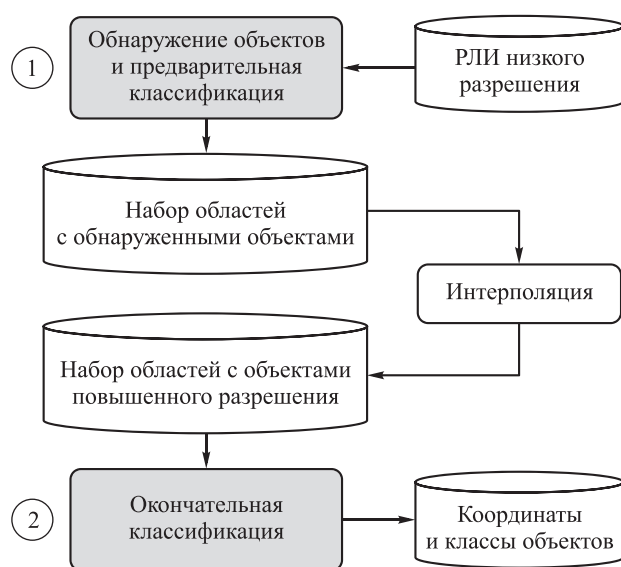 1
Обнаружение объектов
и предварительная
классификация
РЛИ низкого
разрешения
Набор областей
с обнаруженными объектами
Интерполяция
Набор областей с объектами
повышенного разрешения
2
Окончательная
классификация
Координаты
и классы объектов